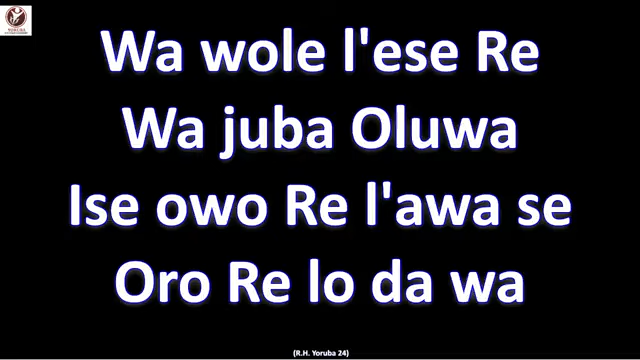 Wa wole l'ese Re
Wa juba Oluwa
Ise owo Re l'awa se
Oro Re lo da wa
(R.H. Yoruba 24)